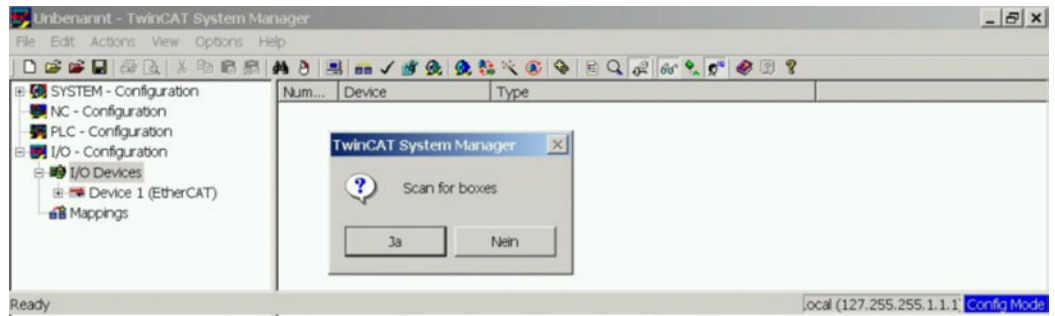 Unbenannt - TwinCAT System Manager
File Edit Actions View Options Help
SYSTEM - Configuration
NC - Configuration
PLC - Configuration
I/O - Configuration
I/O Devices
Device 1 (EtherCAT)
Mappings
Num... Device Type
TwinCAT System Manager
Scan for boxes
Ja Nein
Ready
ocal (127.255.255.1.1.1) Config Mode